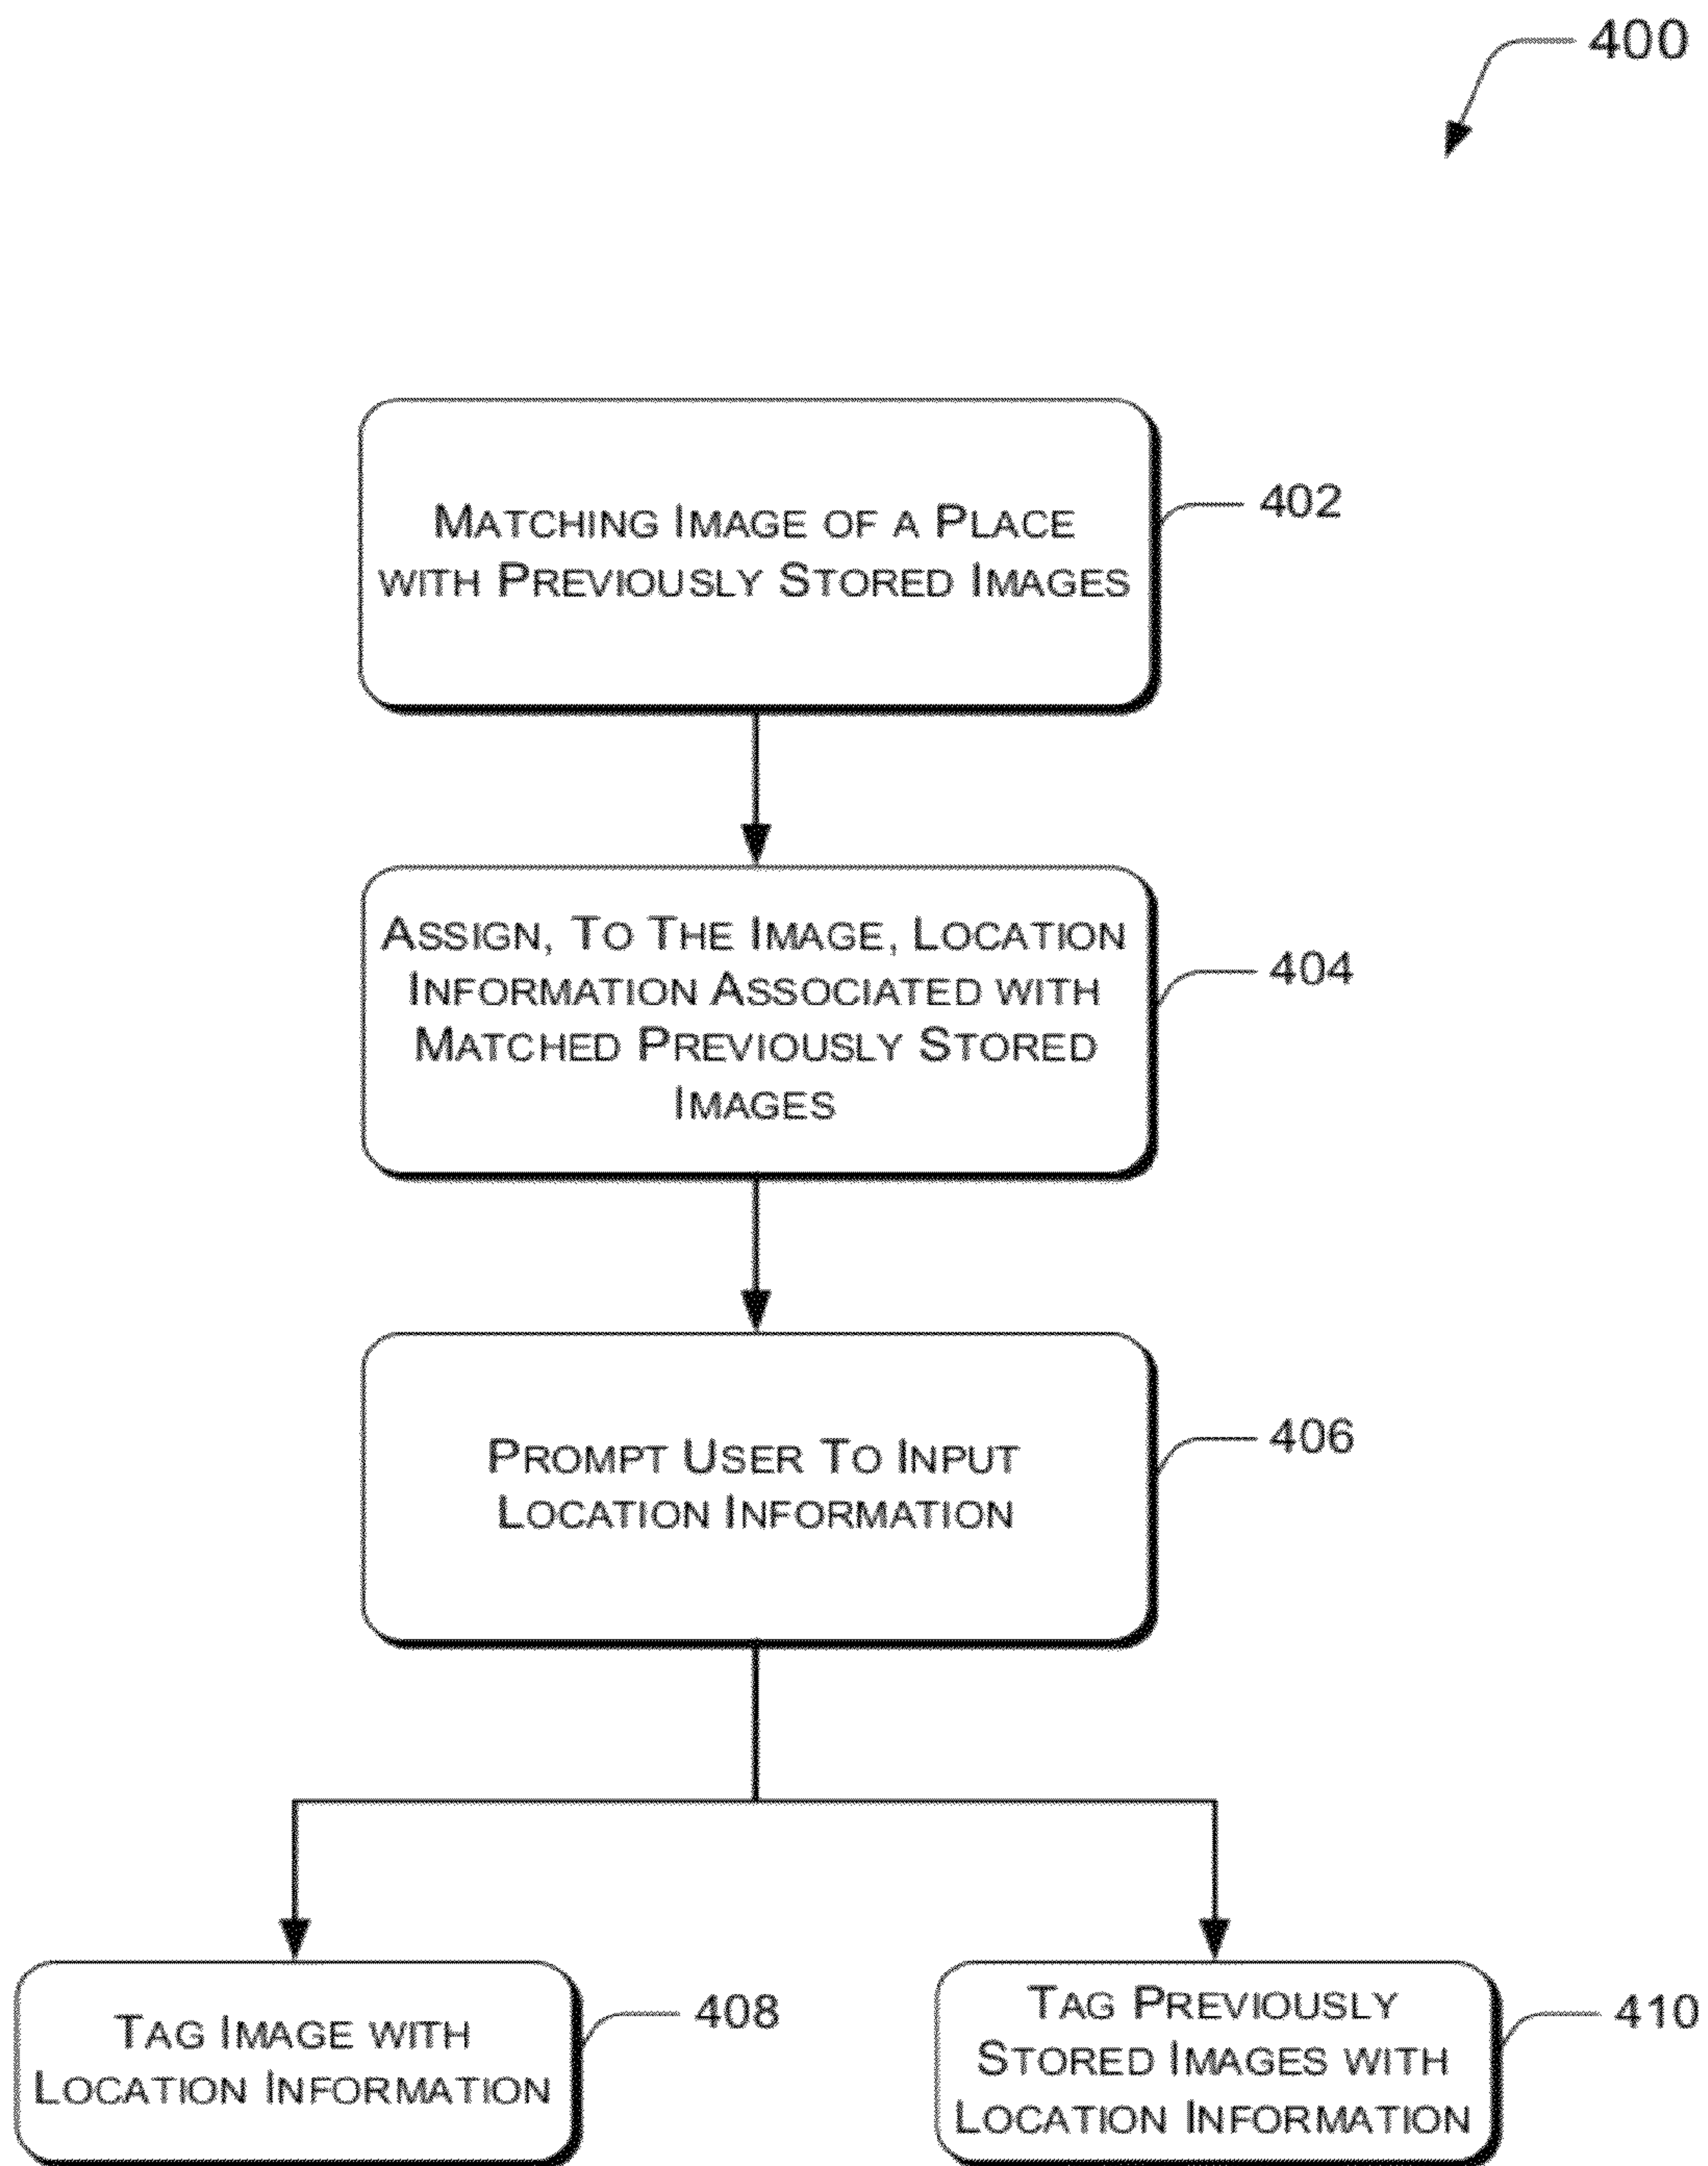 400
MATCHING IMAGE OF A PLACE
WITH PREVIOUSLY STORED IMAGES
402
ASSIGN, TO THE IMAGE, LOCATION
INFORMATION ASSOCIATED WITH
MATCHED PREVIOUSLY STORED
IMAGES
404
PROMPT USER TO INPUT
LOCATION INFORMATION
406
TAG IMAGE WITH
LOCATION INFORMATION
408
TAG PREVIOUSLY
STORED IMAGES WITH
LOCATION INFORMATION
410